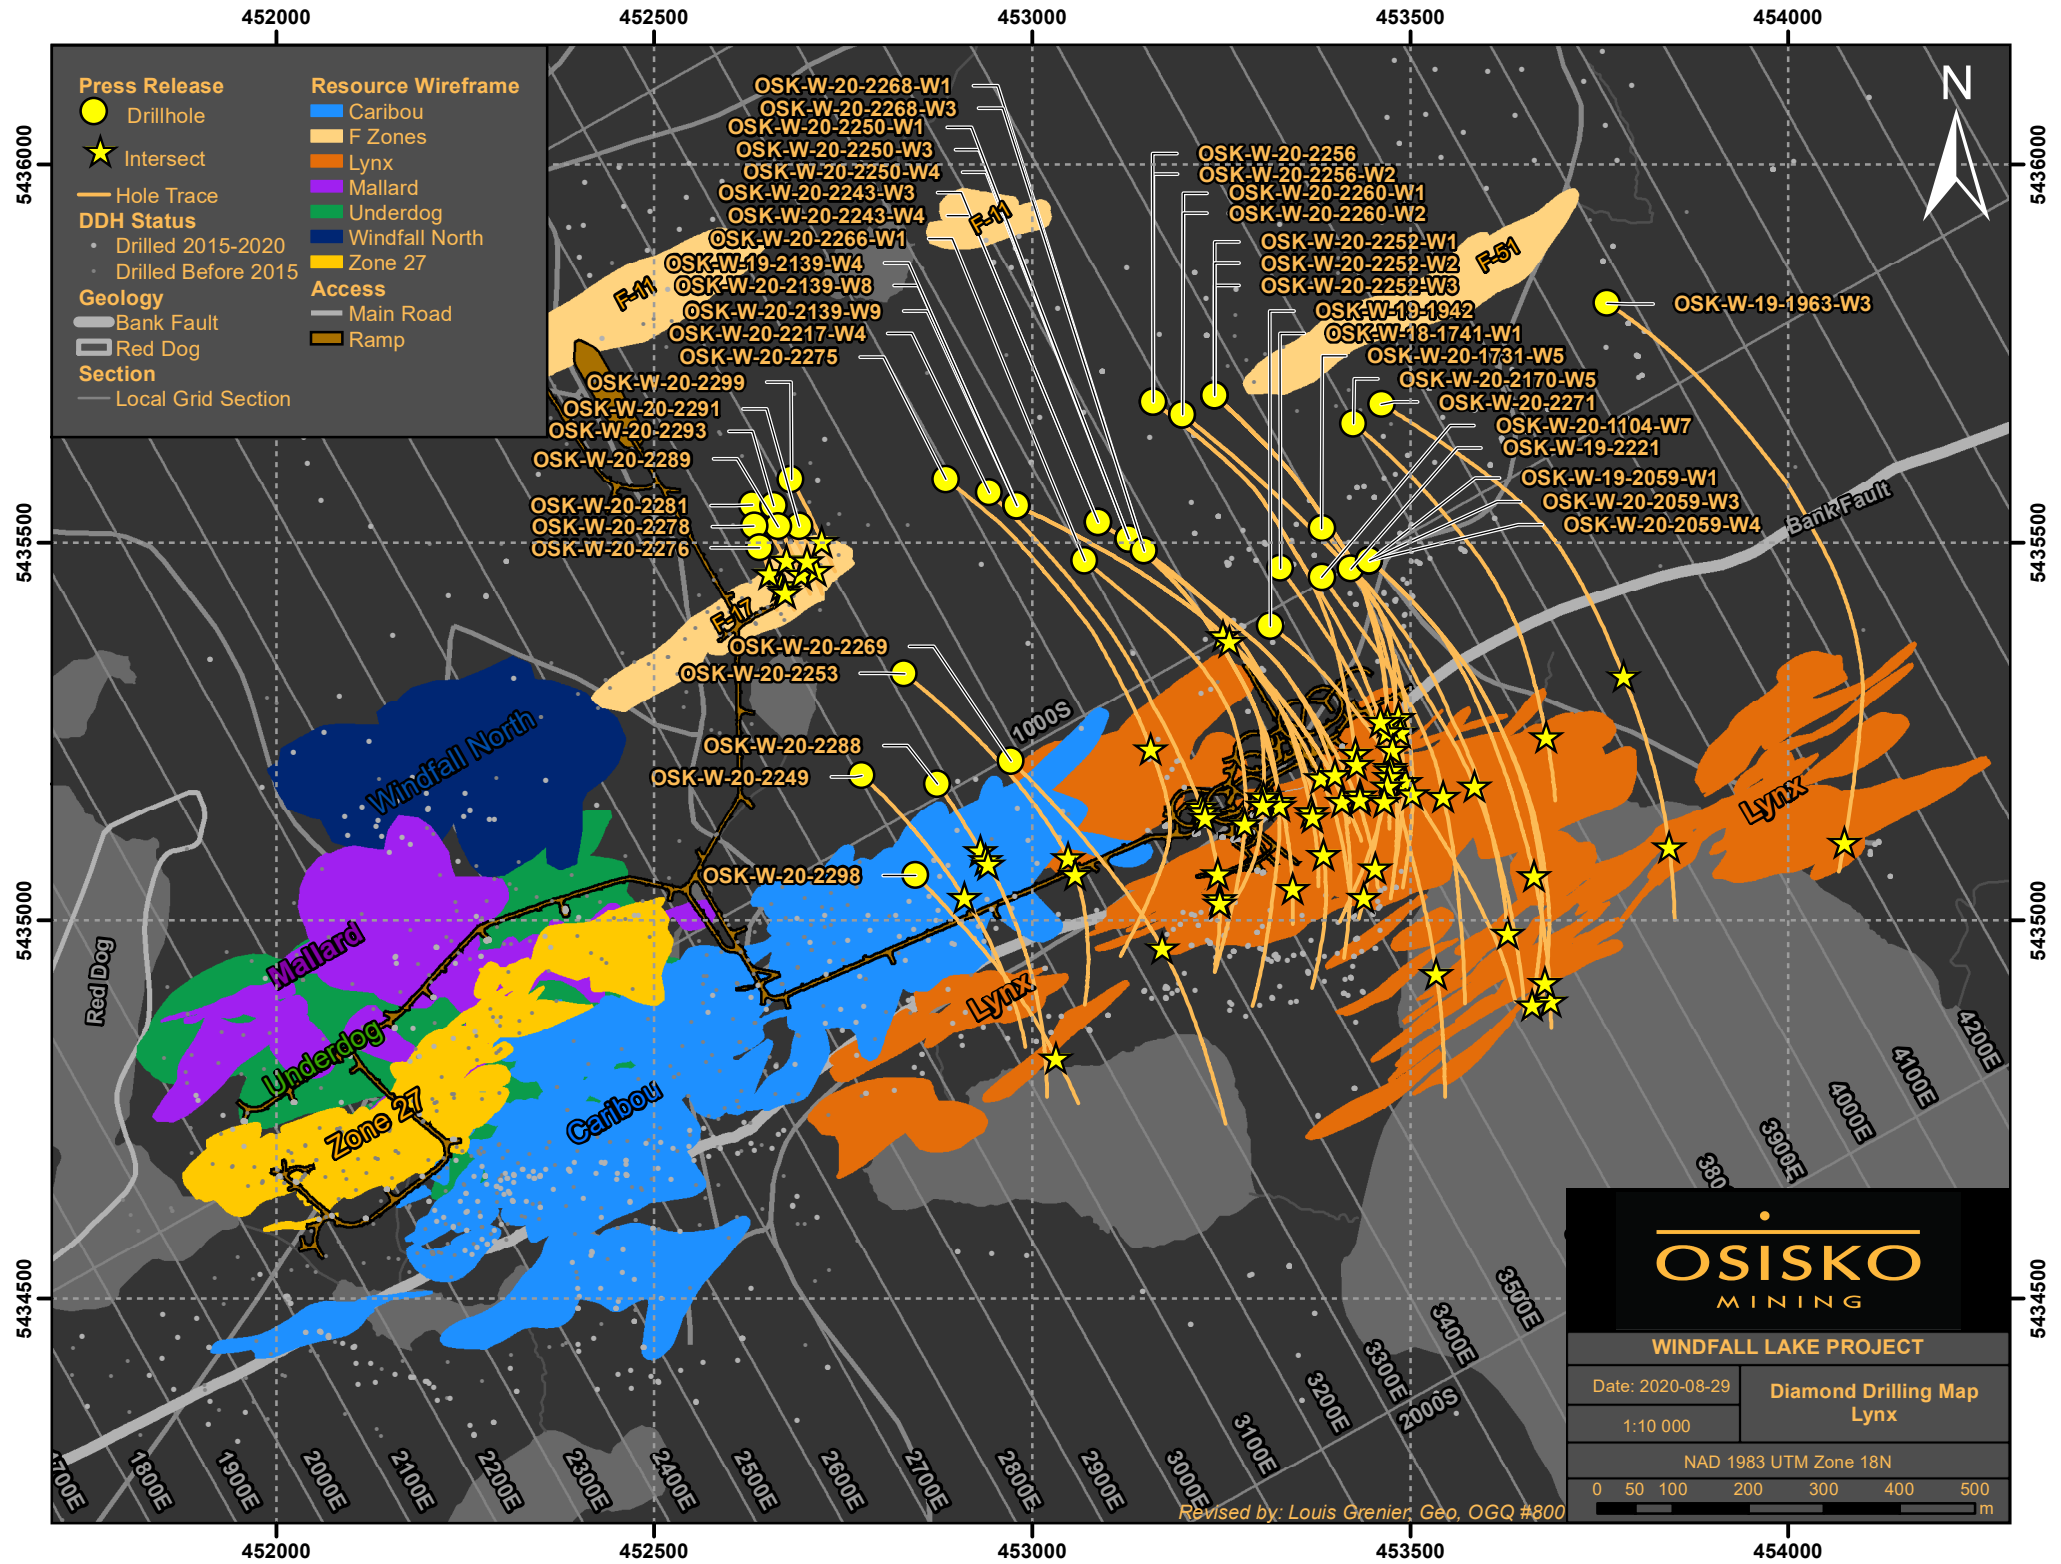 452000 452500 453000 453500 454000
5436000
5435500
5435000
5434500
Press Release
Drillhole
Intersect
Hole Trace
DDH Status
Drilled 2015-2020
Drilled Before 2015
Geology
Bank Fault
Red Dog
Section
Local Grid Section
Resource Wireframe
Caribou
F Zones
Lynx
Mallard
Underdog
Windfall North
Zone 27
Access
Main Road
Ramp
OSK-W-20-2268-W1
OSK-W-20-2268-W3
OSK-W-20-2250-W1
OSK-W-20-2250-W3
OSK-W-20-2250-W4
OSK-W-20-2243-W3
OSK-W-20-2243-W4
OSK-W-20-2266-W1
OSK-W-19-2139-W4
OSK-W-20-2139-W8
OSK-W-20-2139-W9
OSK-W-20-2217-W4
OSK-W-20-2275
OSK-W-20-2299
OSK-W-20-2291
OSK-W-20-2293
OSK-W-20-2289
OSK-W-20-2281
OSK-W-20-2278
OSK-W-20-2276
OSK-W-20-2256
OSK-W-20-2256-W2
OSK-W-20-2260-W1
OSK-W-20-2260-W2
OSK-W-20-2252-W1
OSK-W-20-2252-W2
OSK-W-20-2252-W3
OSK-W-19-1942
OSK-W-18-1741-W1
OSK-W-20-1731-W5
OSK-W-20-2170-W5
OSK-W-20-2271
OSK-W-20-1104-W7
OSK-W-19-2221
OSK-W-19-2059-W1
OSK-W-20-2059-W3
OSK-W-20-2059-W4
OSK-W-19-1963-W3
OSK-W-20-2269
OSK-W-20-2253
OSK-W-20-2288
OSK-W-20-2249
OSK-W-20-2298
N
F-11
F-11
F-51
F-17
Bank Fault
1000S
Windfall North
Lynx
Mallard
Red Dog
Lynx
Underdog
Zone 27
Caribou
4200E
4100E
4000E
3900E
3500E
3400E
3300E
3200E
2000S
3100E
3000E
2900E
2800E
2700E
2600E
2500E
2400E
2300E
2200E
2100E
2000E
1900E
1800E
5436000
5435500
5435000
5434500
OSISKO
MINING
WINDFALL LAKE PROJECT
Date: 2020-08-29
1:10 000
Diamond Drilling Map
Lynx
NAD 1983 UTM Zone 18N
0 50 100 200 300 400 500
m
Revised by: Louis Grenier, Geo, OGQ #800
452000 452500 453000 453500 454000